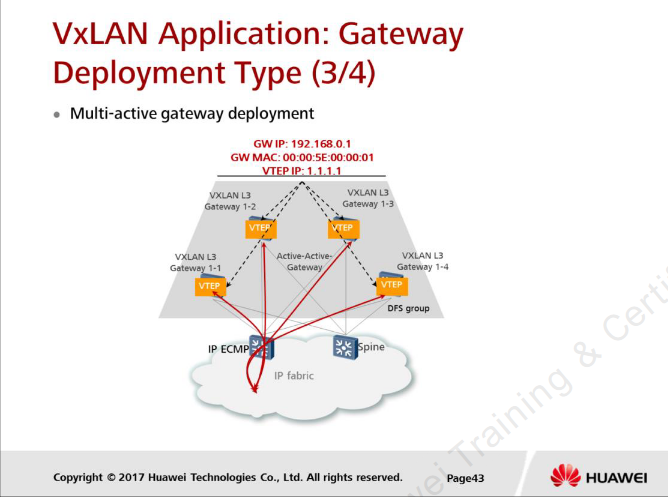 VxLAN Application: Gateway
Deployment Type (3/4)
• Multi-active gateway deployment
GW IP: 192.168.0.1
GW MAC: 00:00:5E:00:00:01
VTEP IP: 1.1.1.1
VXLAN L3
Gateway 1-2
VXLAN L3
Gateway 1-3
VTEP
VTEP
VXLAN L3
Gateway 1-1
Active-Active-
Gateway
VXLAN L3
Gateway 1-4
VTEP
VTEP
DFS group
IP ECMP
Spine
IP fabric
Copyright © 2017 Huawei Technologies Co., Ltd. All rights reserved.
Page43
HUAWEI
ei Training & Certi